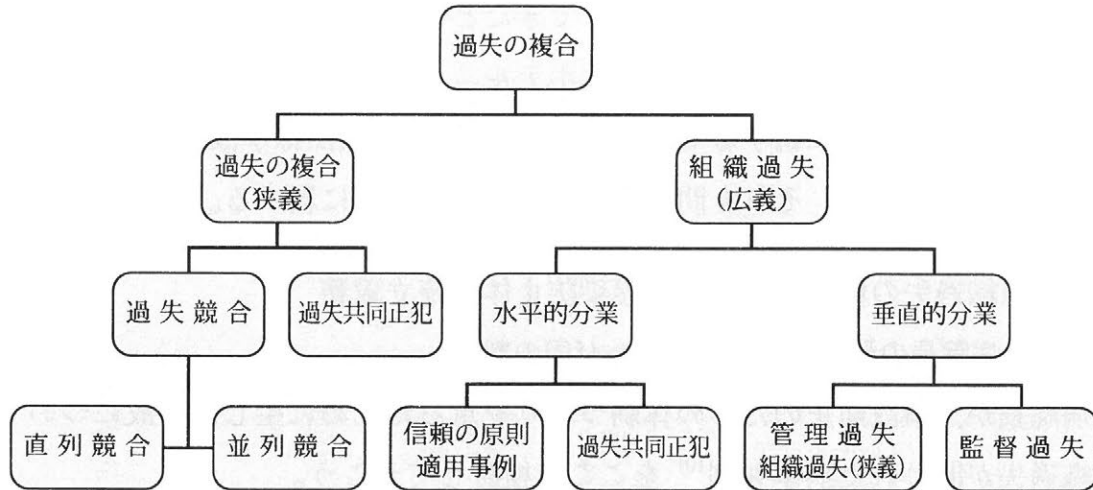 過失の複合
過失の複合
(狭義)
組織過失
(広義)
過失競合
過失共同正犯
水平的分業
垂直的分業
直列競合
並列競合
信頼の原則
適用事例
過失共同正犯
管理過失
組織過失(狭義)
監督過失